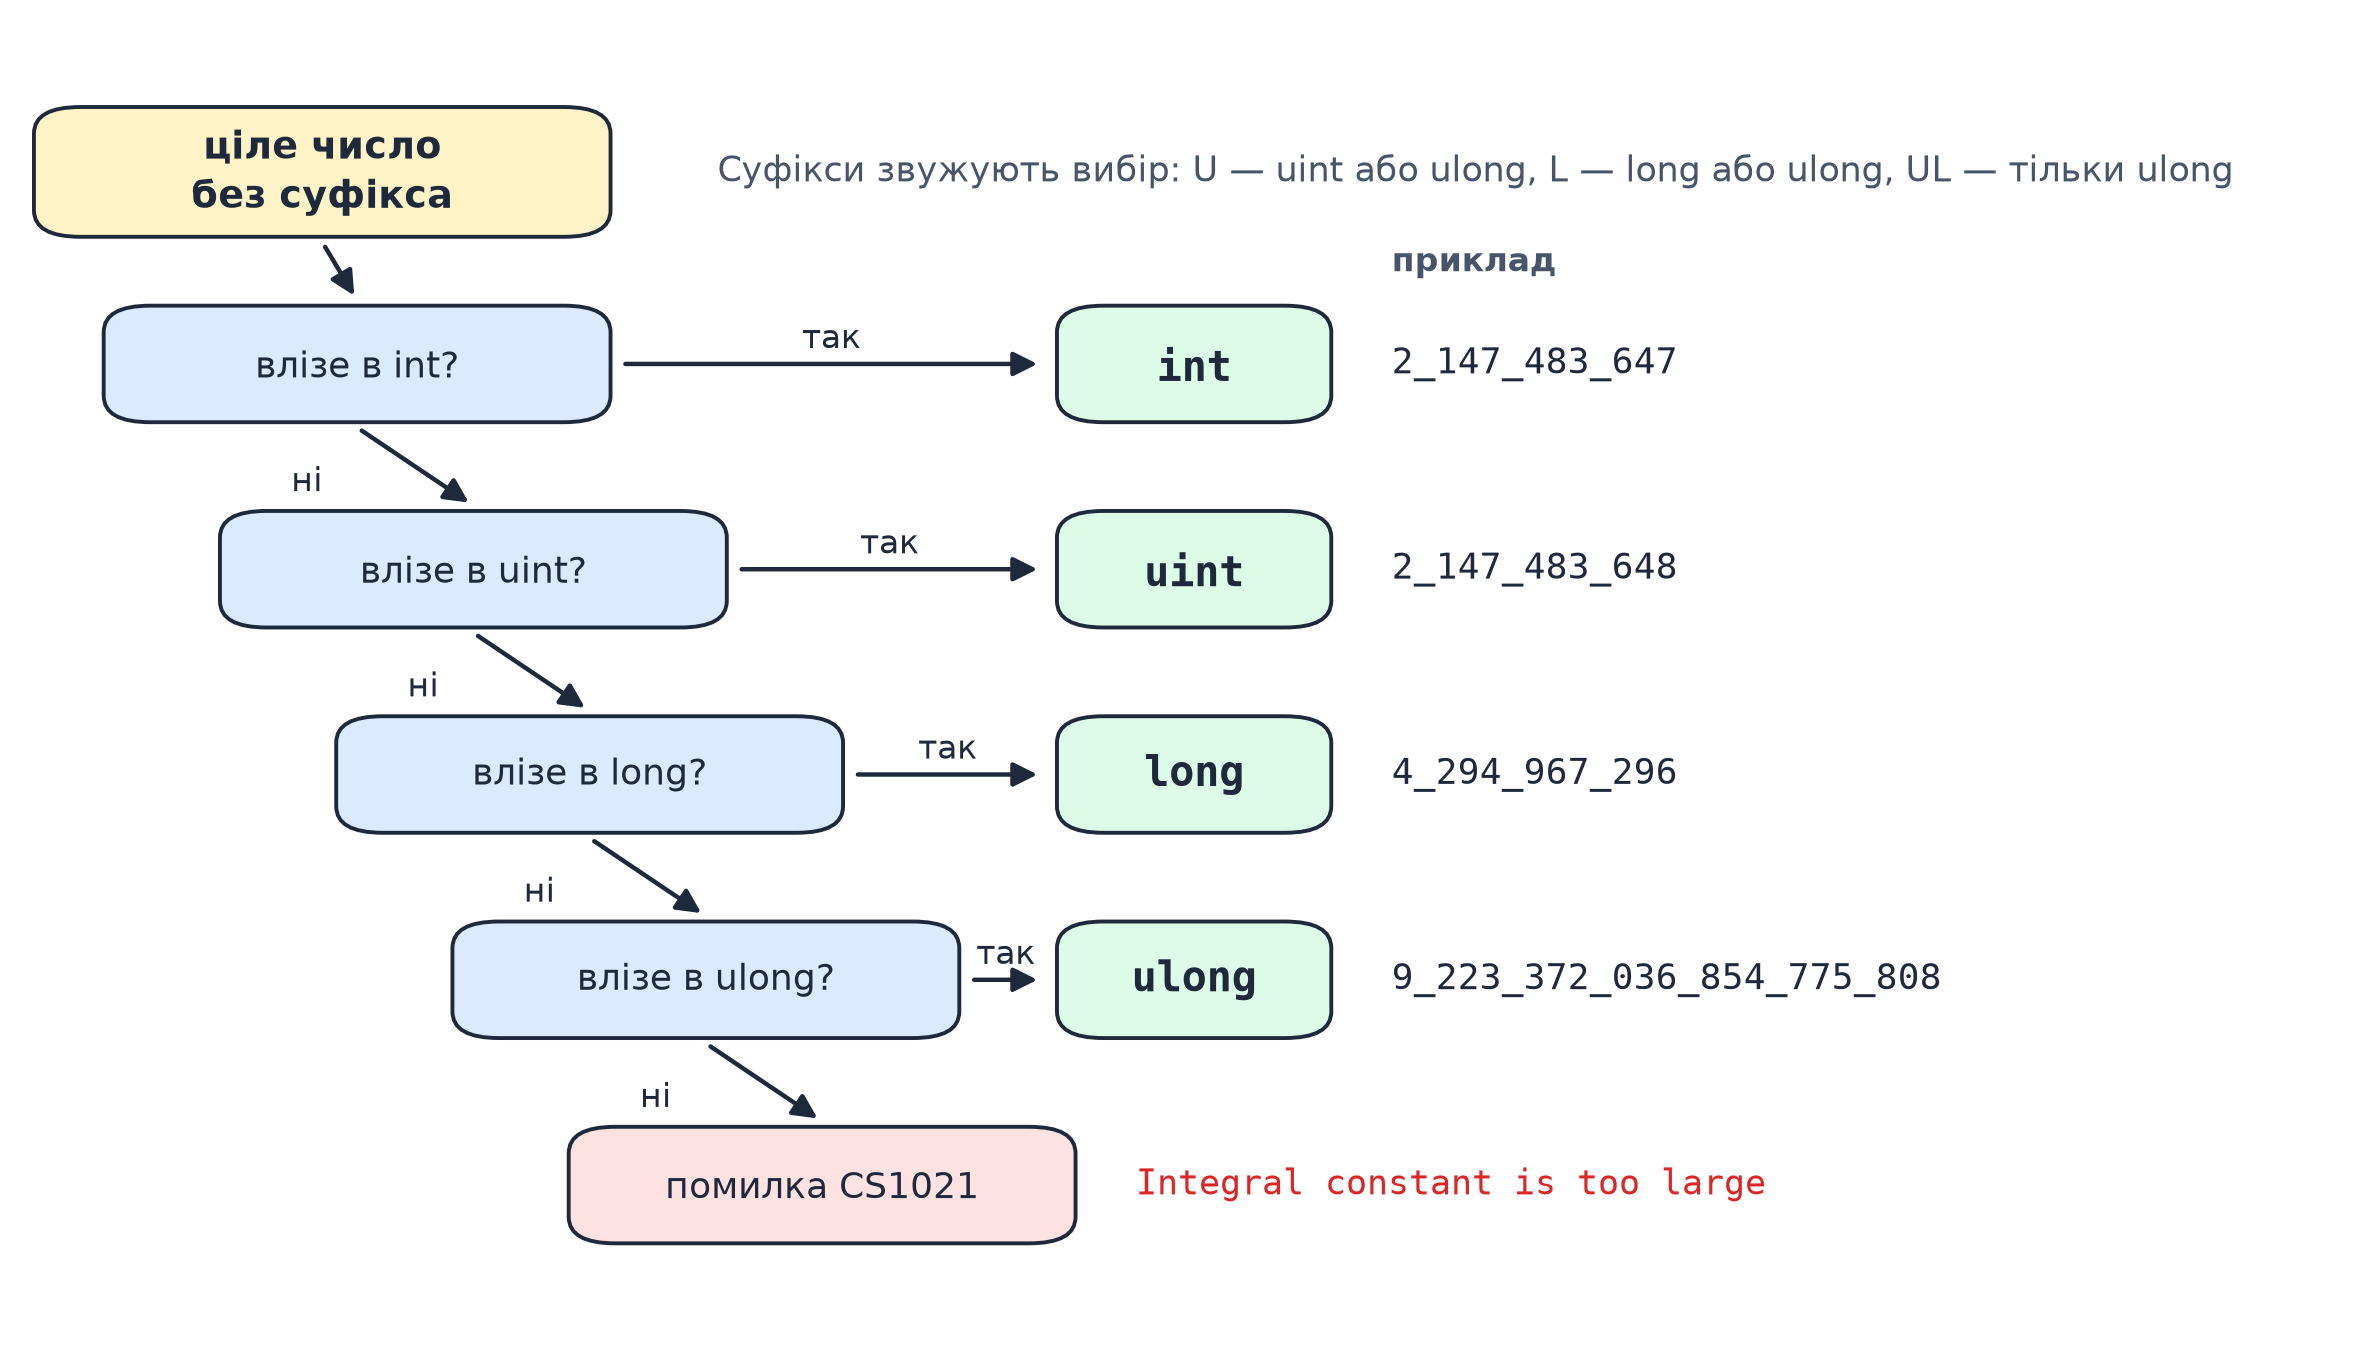 ціле число
без суфікса
Суфікси звужують вибір: U — uint або ulong, L — long або ulong, UL — тільки ulong
приклад
влізе в int?
так
int
2_147_483_647
ні
влізе в uint?
так
uint
2_147_483_648
ні
влізе в long?
так
long
4_294_967_296
ні
влізе в ulong?
так
ulong
9_223_372_036_854_775_808
ні
помилка CS1021
Integral constant is too large